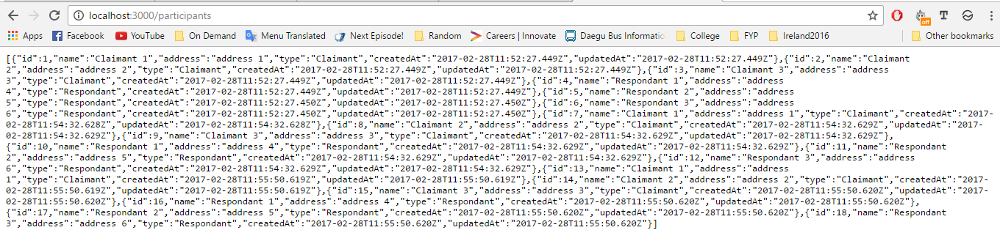 localhost:3000/participants
off
T
Apps Facebook YouTube On Demand Menu Translated Next Episode! Random Careers | Innovate Daegu Bus Informatio College FYP Ireland2016 Other bookmarks
[{"id":1,"name":"Claimant 1","address":"address 1","type":"Claimant","createdAt":"2017-02-28T11:52:27.449Z","updatedAt":"2017-02-28T11:52:27.449Z"},{"id":2,"name":"Claimant
2","address":"address 2","type":"Claimant","createdAt":"2017-02-28T11:52:27.449Z","updatedAt":"2017-02-28T11:52:27.449Z"},{"id":3,"name":"Claimant 3","address":"address
3","type":"Claimant","createdAt":"2017-02-28T11:52:27.449Z","updatedAt":"2017-02-28T11:52:27.449Z"},{"id":4,"name":"Respondant 1","address":"address
4","type":"Respondant","createdAt":"2017-02-28T11:52:27.449Z","updatedAt":"2017-02-28T11:52:27.449Z"},{"id":5,"name":"Respondant 2","address":"address
5","type":"Respondant","createdAt":"2017-02-28T11:52:27.450Z","updatedAt":"2017-02-28T11:52:27.450Z"},{"id":6,"name":"Respondant 3","address":"address
6","type":"Respondant","createdAt":"2017-02-28T11:52:27.450Z","updatedAt":"2017-02-28T11:52:27.450Z"},{"id":7,"name":"Claimant 1","address":"address 1","type":"Claimant","createdAt":"2017-
02-28T11:54:32.628Z","updatedAt":"2017-02-28T11:54:32.628Z"},{"id":8,"name":"Claimant 2","address":"address 2","type":"Claimant","createdAt":"2017-02-28T11:54:32.629Z","updatedAt":"2017-
02-28T11:54:32.629Z"},{"id":9,"name":"Claimant 3","address":"address 3","type":"Claimant","createdAt":"2017-02-28T11:54:32.629Z","updatedAt":"2017-02-28T11:54:32.629Z"},
{"id":10,"name":"Respondant 1","address":"address 4","type":"Respondant","createdAt":"2017-02-28T11:54:32.629Z","updatedAt":"2017-02-28T11:54:32.629Z"},{"id":11,"name":"Respondant
2","address":"address 5","type":"Respondant","createdAt":"2017-02-28T11:54:32.629Z","updatedAt":"2017-02-28T11:54:32.629Z"},{"id":12,"name":"Respondant 3","address":"address
6","type":"Respondant","createdAt":"2017-02-28T11:54:32.629Z","updatedAt":"2017-02-28T11:54:32.629Z"},{"id":13,"name":"Claimant 1","address":"address
1","type":"Claimant","createdAt":"2017-02-28T11:55:50.619Z","updatedAt":"2017-02-28T11:55:50.619Z"},{"id":14,"name":"Claimant 2","address":"address 2","type":"Claimant","createdAt":"2017-
02-28T11:55:50.619Z","updatedAt":"2017-02-28T11:55:50.619Z"},{"id":15,"name":"Claimant 3","address":"address 3","type":"Claimant","createdAt":"2017-02-28T11:55:50.620Z","updatedAt":"2017-
02-28T11:55:50.620Z"},{"id":16,"name":"Respondant 1","address":"address 4","type":"Respondant","createdAt":"2017-02-28T11:55:50.620Z","updatedAt":"2017-02-28T11:55:50.620Z"},
{"id":17,"name":"Respondant 2","address":"address 5","type":"Respondant","createdAt":"2017-02-28T11:55:50.620Z","updatedAt":"2017-02-28T11:55:50.620Z"},{"id":18,"name":"Respondant
3","address":"address 6","type":"Respondant","createdAt":"2017-02-28T11:55:50.620Z","updatedAt":"2017-02-28T11:55:50.620Z"}]